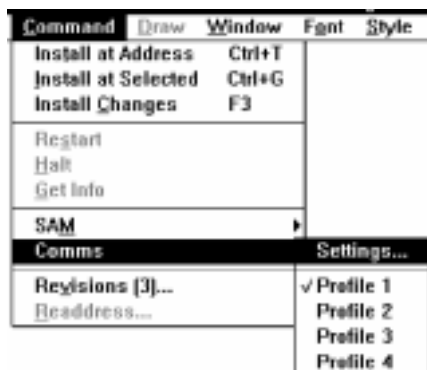 Command Draw Window Font Style
Install at Address Ctrl+T
Install at Selected Ctrl+G
Install Changes F3
Restart
Halt
Get Info
SAM
Comms Settings...
Revisions (3)... ✓ Profile 1
Readdress... Profile 2
Profile 3
Profile 4